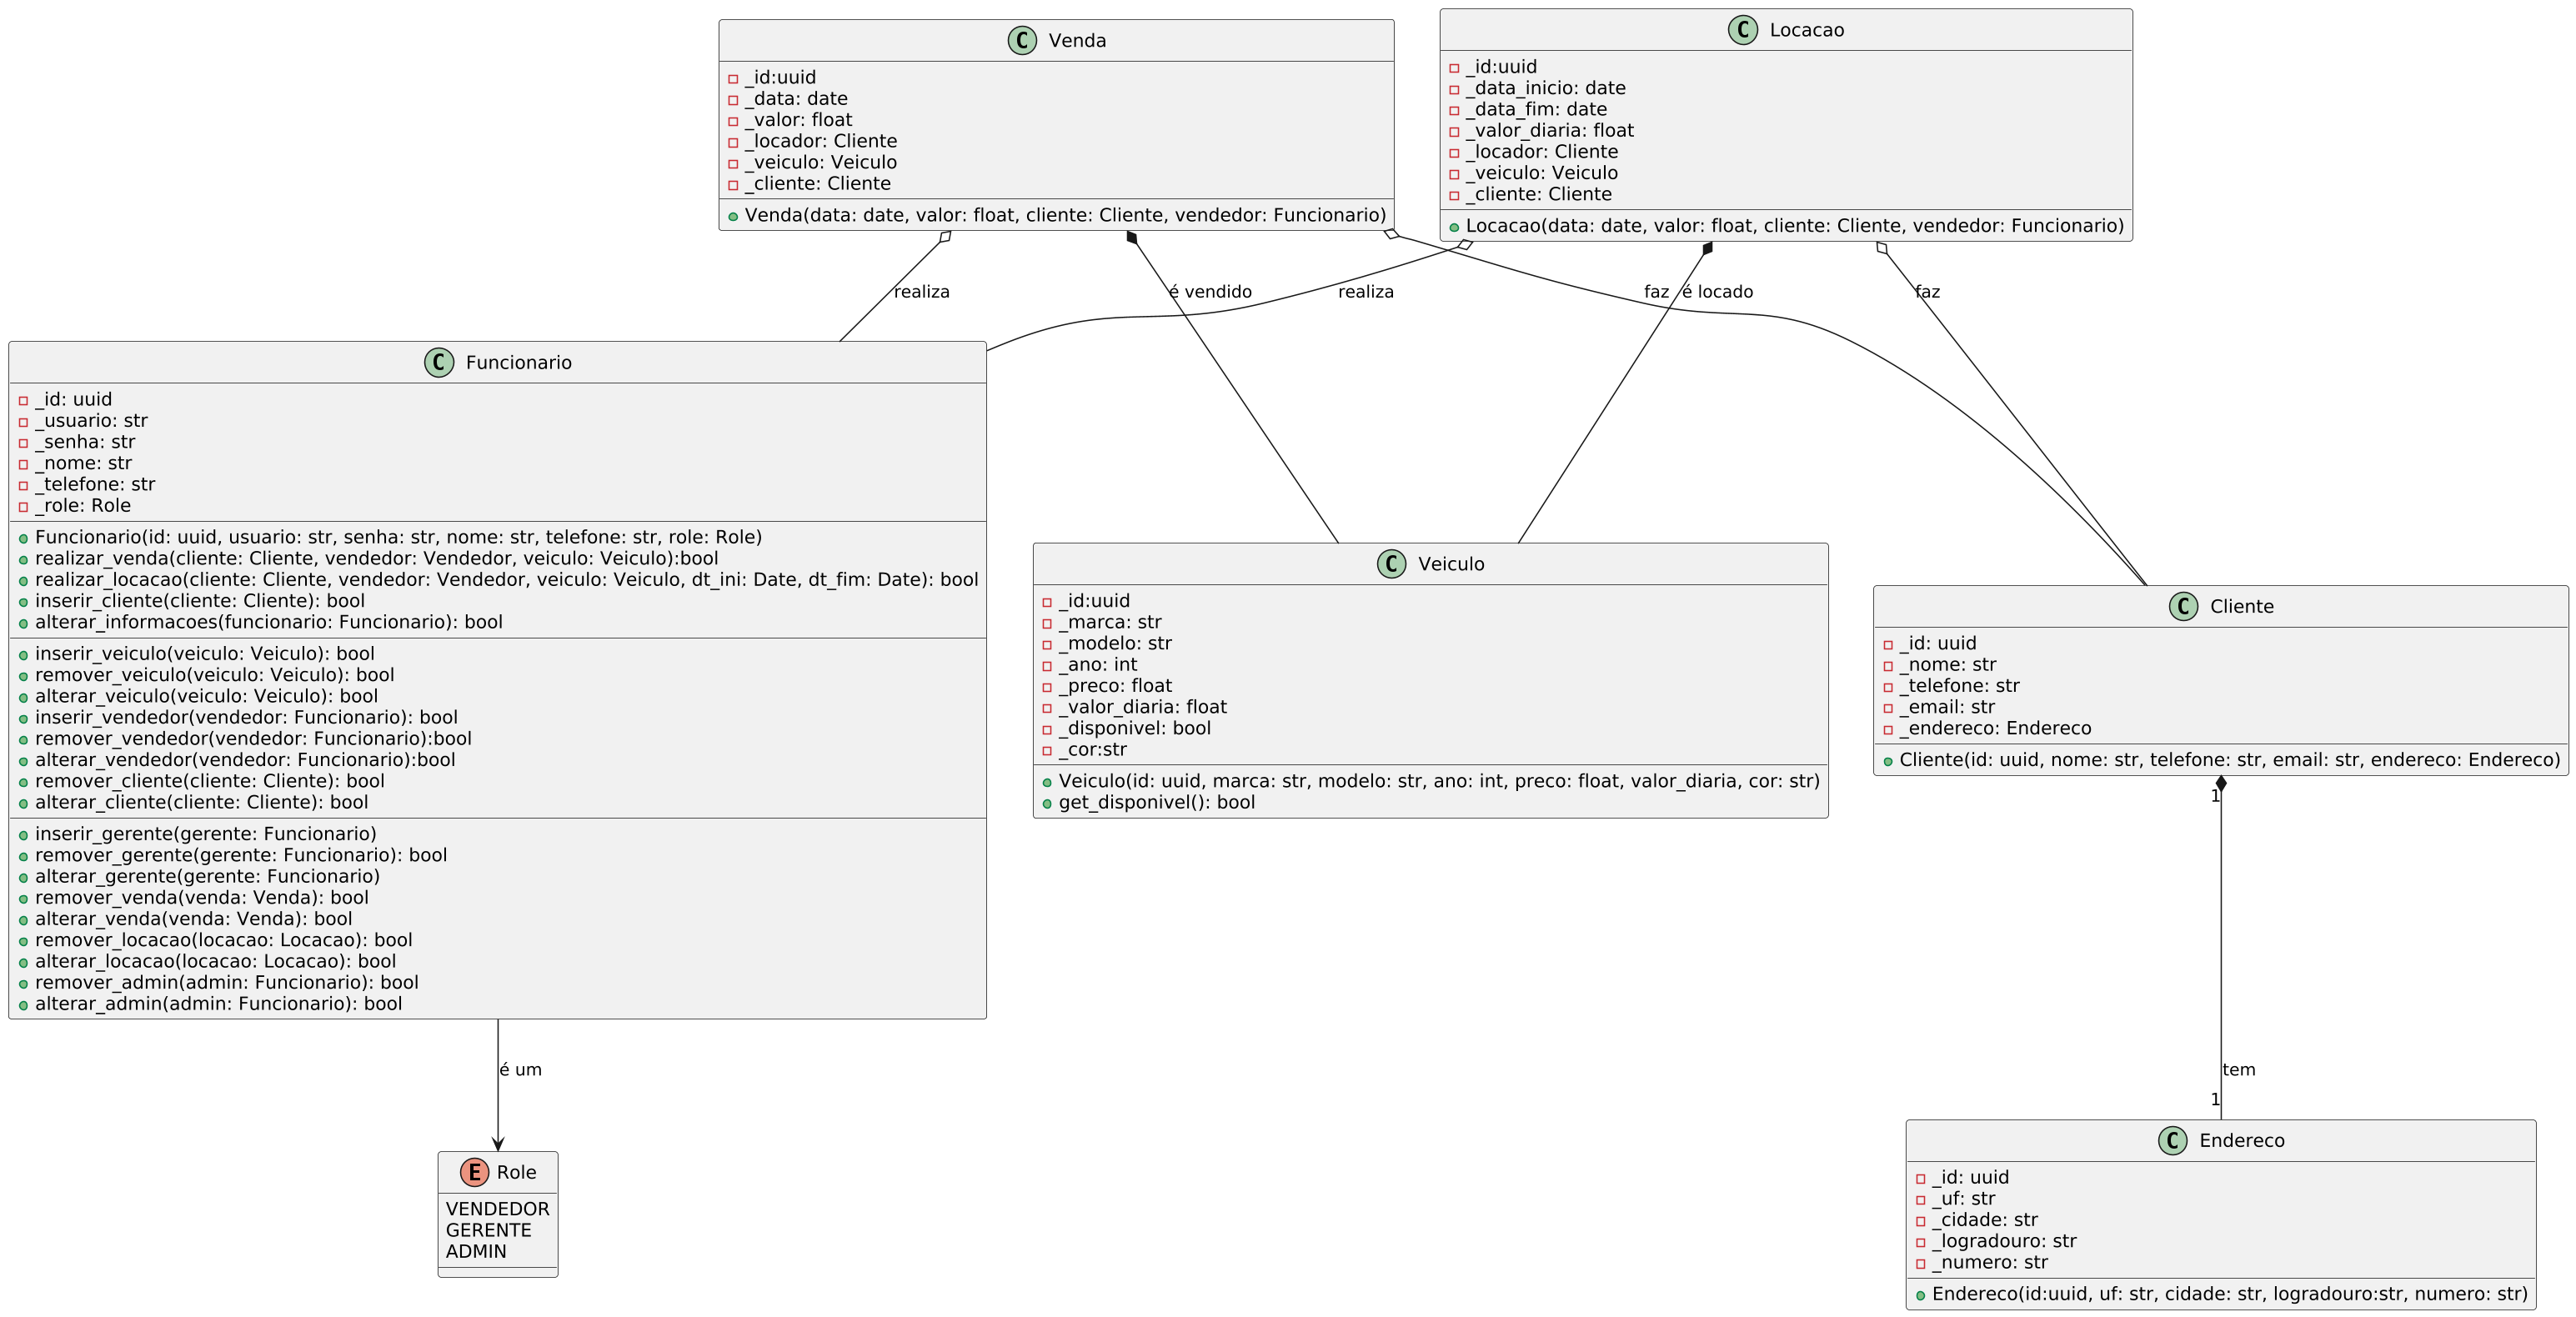 C Venda
_id:uuid
_data: date
_valor: float
_locador: Cliente
_veiculo: Veiculo
_cliente: Cliente
Venda(data: date, valor: float, cliente: Cliente, vendedor: Funcionario)
C Locacao
_id:uuid
_data_inicio: date
_data_fim: date
_valor_diaria: float
_locador: Cliente
_veiculo: Veiculo
_cliente: Cliente
Locacao(data: date, valor: float, cliente: Cliente, vendedor: Funcionario)
realiza
é vendido
realiza
faz
é locado
faz
C Funcionario
_id: uuid
_usuario: str
_senha: str
_nome: str
_telefone: str
_role: Role
Funcionario(id: uuid, usuario: str, senha: str, nome: str, telefone: str, role: Role)
realizar_venda(cliente: Cliente, vendedor: Vendedor, veiculo: Veiculo):bool
realizar_locacao(cliente: Cliente, vendedor: Vendedor, veiculo: Veiculo, dt_ini: Date, dt_fim: Date): bool
inserir_cliente(cliente: Cliente): bool
alterar_informacoes(funcionario: Funcionario): bool
inserir_veiculo(veiculo: Veiculo): bool
remover_veiculo(veiculo: Veiculo): bool
alterar_veiculo(veiculo: Veiculo): bool
inserir_vendedor(vendedor: Funcionario): bool
remover_vendedor(vendedor: Funcionario):bool
alterar_vendedor(vendedor: Funcionario):bool
remover_cliente(cliente: Cliente): bool
alterar_cliente(cliente: Cliente): bool
inserir_gerente(gerente: Funcionario)
remover_gerente(gerente: Funcionario): bool
alterar_gerente(gerente: Funcionario)
remover_venda(venda: Venda): bool
alterar_venda(venda: Venda): bool
remover_locacao(locacao: Locacao): bool
alterar_locacao(locacao: Locacao): bool
remover_admin(admin: Funcionario): bool
alterar_admin(admin: Funcionario): bool
C Veiculo
_id:uuid
_marca: str
_modelo: str
_ano: int
_preco: float
_valor_diaria: float
_disponivel: bool
_cor:str
Veiculo(id: uuid, marca: str, modelo: str, ano: int, preco: float, valor_diaria, cor: str)
get_disponivel(): bool
C Cliente
_id: uuid
_nome: str
_telefone: str
_email: str
_endereco: Endereco
Cliente(id: uuid, nome: str, telefone: str, email: str, endereco: Endereco)
1
é um
tem
1
E Role
VENDEDOR
GERENTE
ADMIN
C Endereco
_id: uuid
_uf: str
_cidade: str
_logradouro: str
_numero: str
Endereco(id:uuid, uf: str, cidade: str, logradouro:str, numero: str)